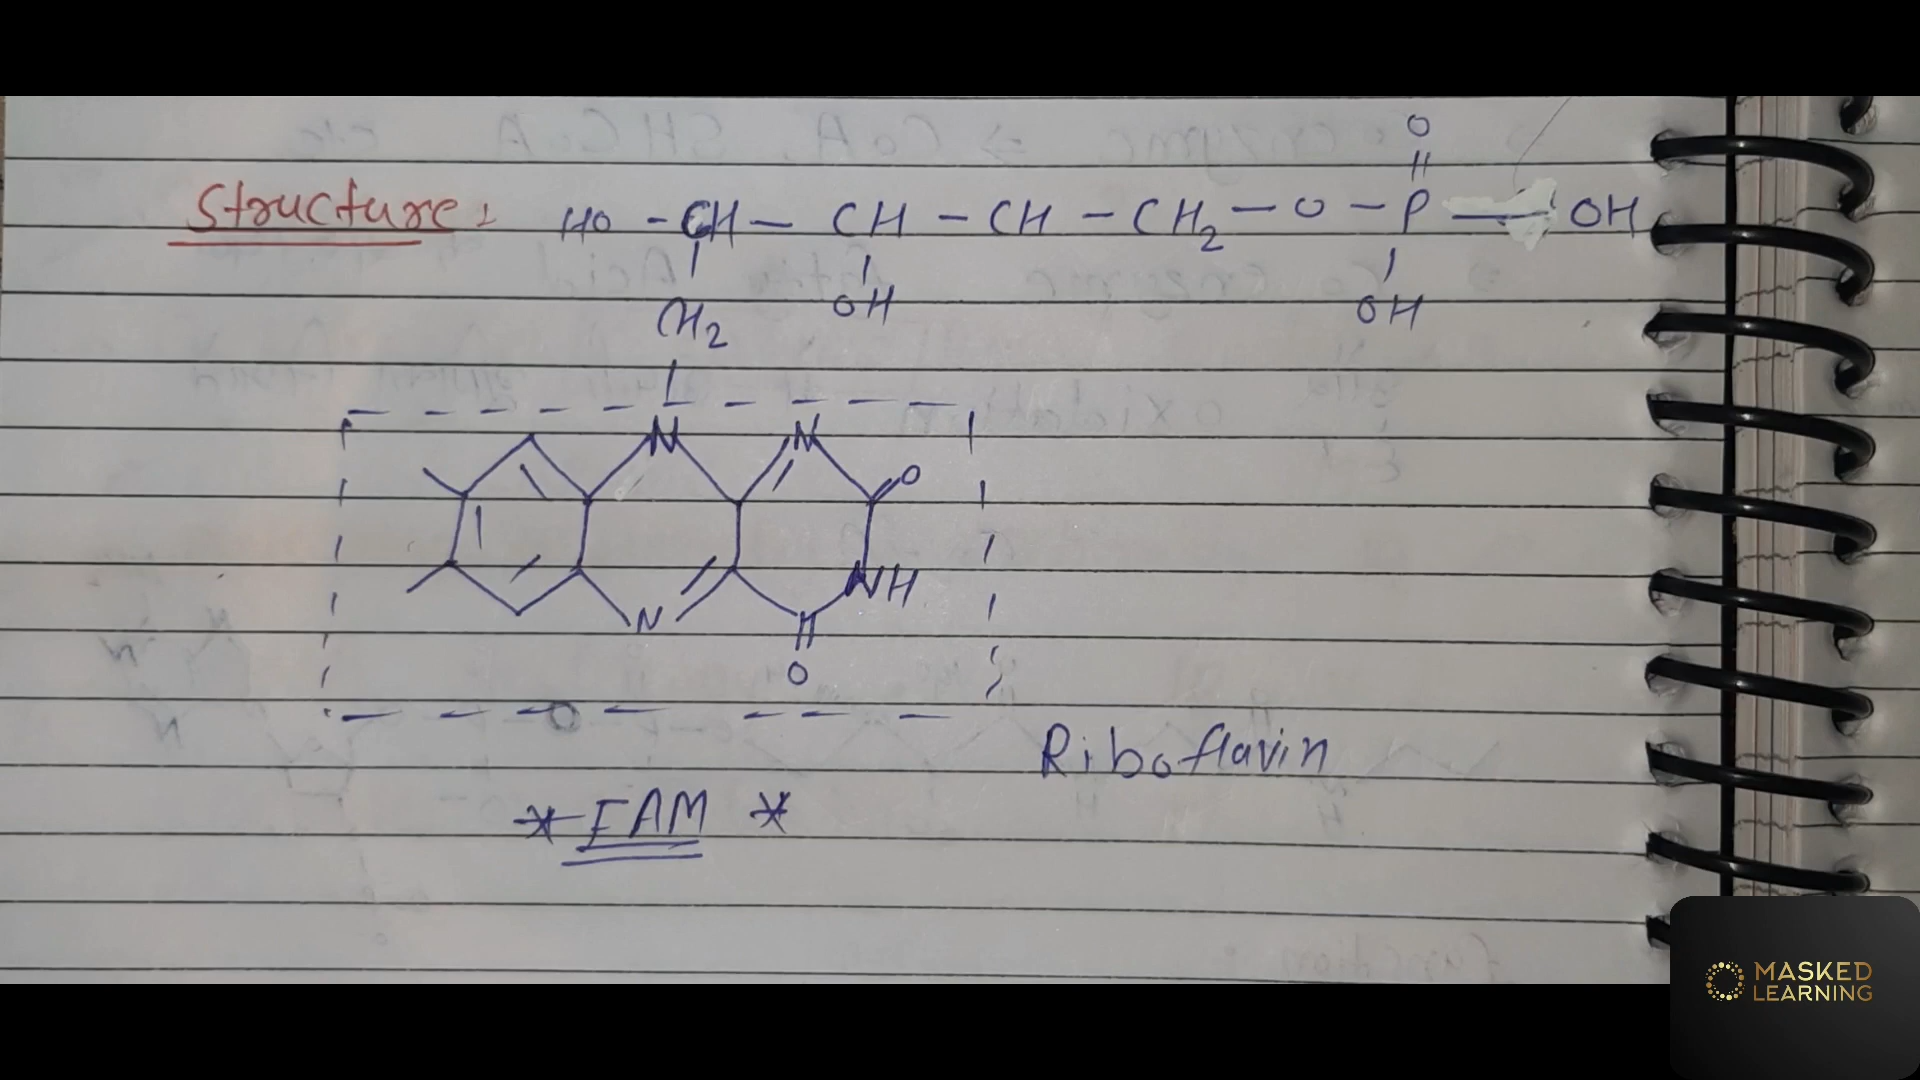 O
||
Structure: HO - CH - CH - CH - CH2 - O - P - OH
OH
OH
CH2
N
N
O
NH
N
O
Riboflavin
* FAM *
MASKED
LEARNING